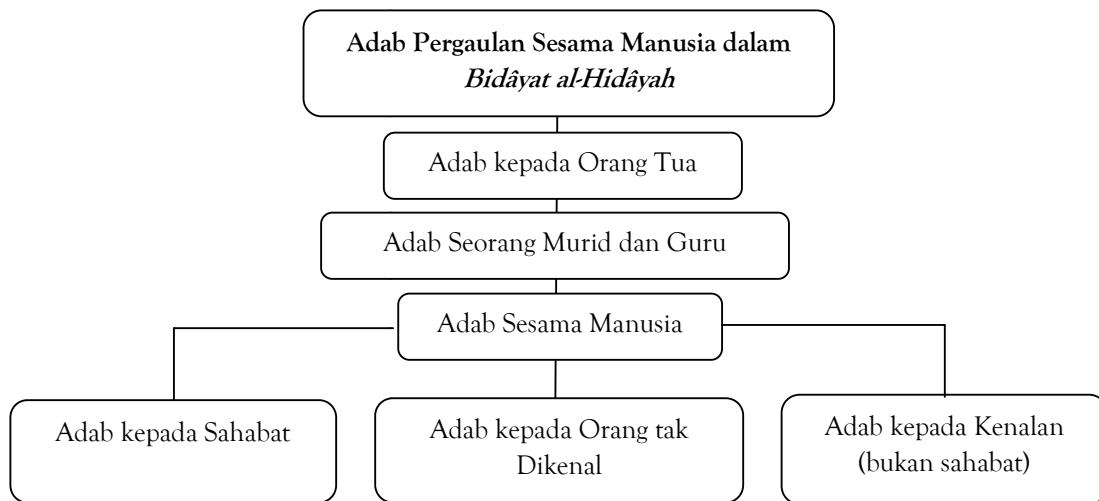 Adab Pergaulan Sesama Manusia dalam
Bidâyat al-Hidâyah
Adab kepada Orang Tua
Adab Seorang Murid dan Guru
Adab Sesama Manusia
Adab kepada Sahabat
Adab kepada Orang tak
Dikenal
Adab kepada Kenalan
(bukan sahabat)